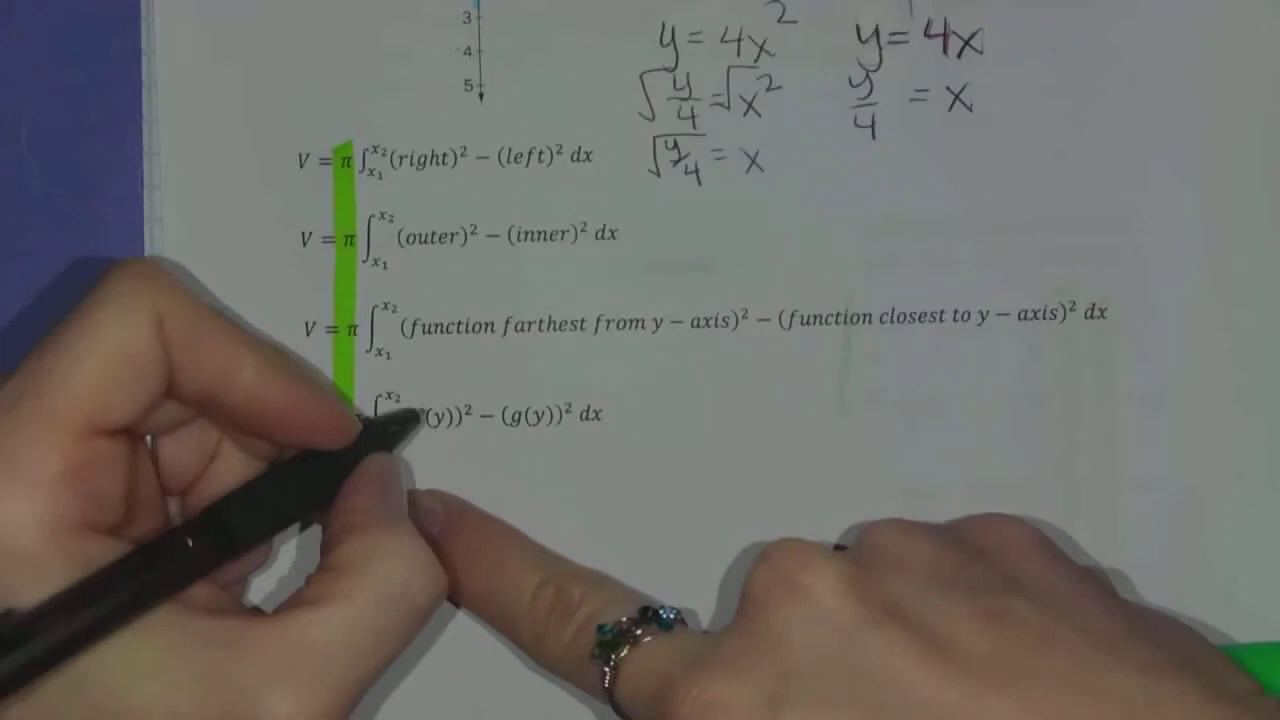 3
4
5
y = 4x²
√(y/4) = √x²
√(y/4) = x
y = 4x
y/4 = x
V = π ∫_{x₁}^{x₂} (right)² − (left)² dx
V = π ∫_{x₁}^{x₂} (outer)² − (inner)² dx
V = π ∫_{x₁}^{x₂} (function farthest from y − axis)² − (function closest to y − axis)² dx
∫^{x₂} (y))² − (g(y))² dx